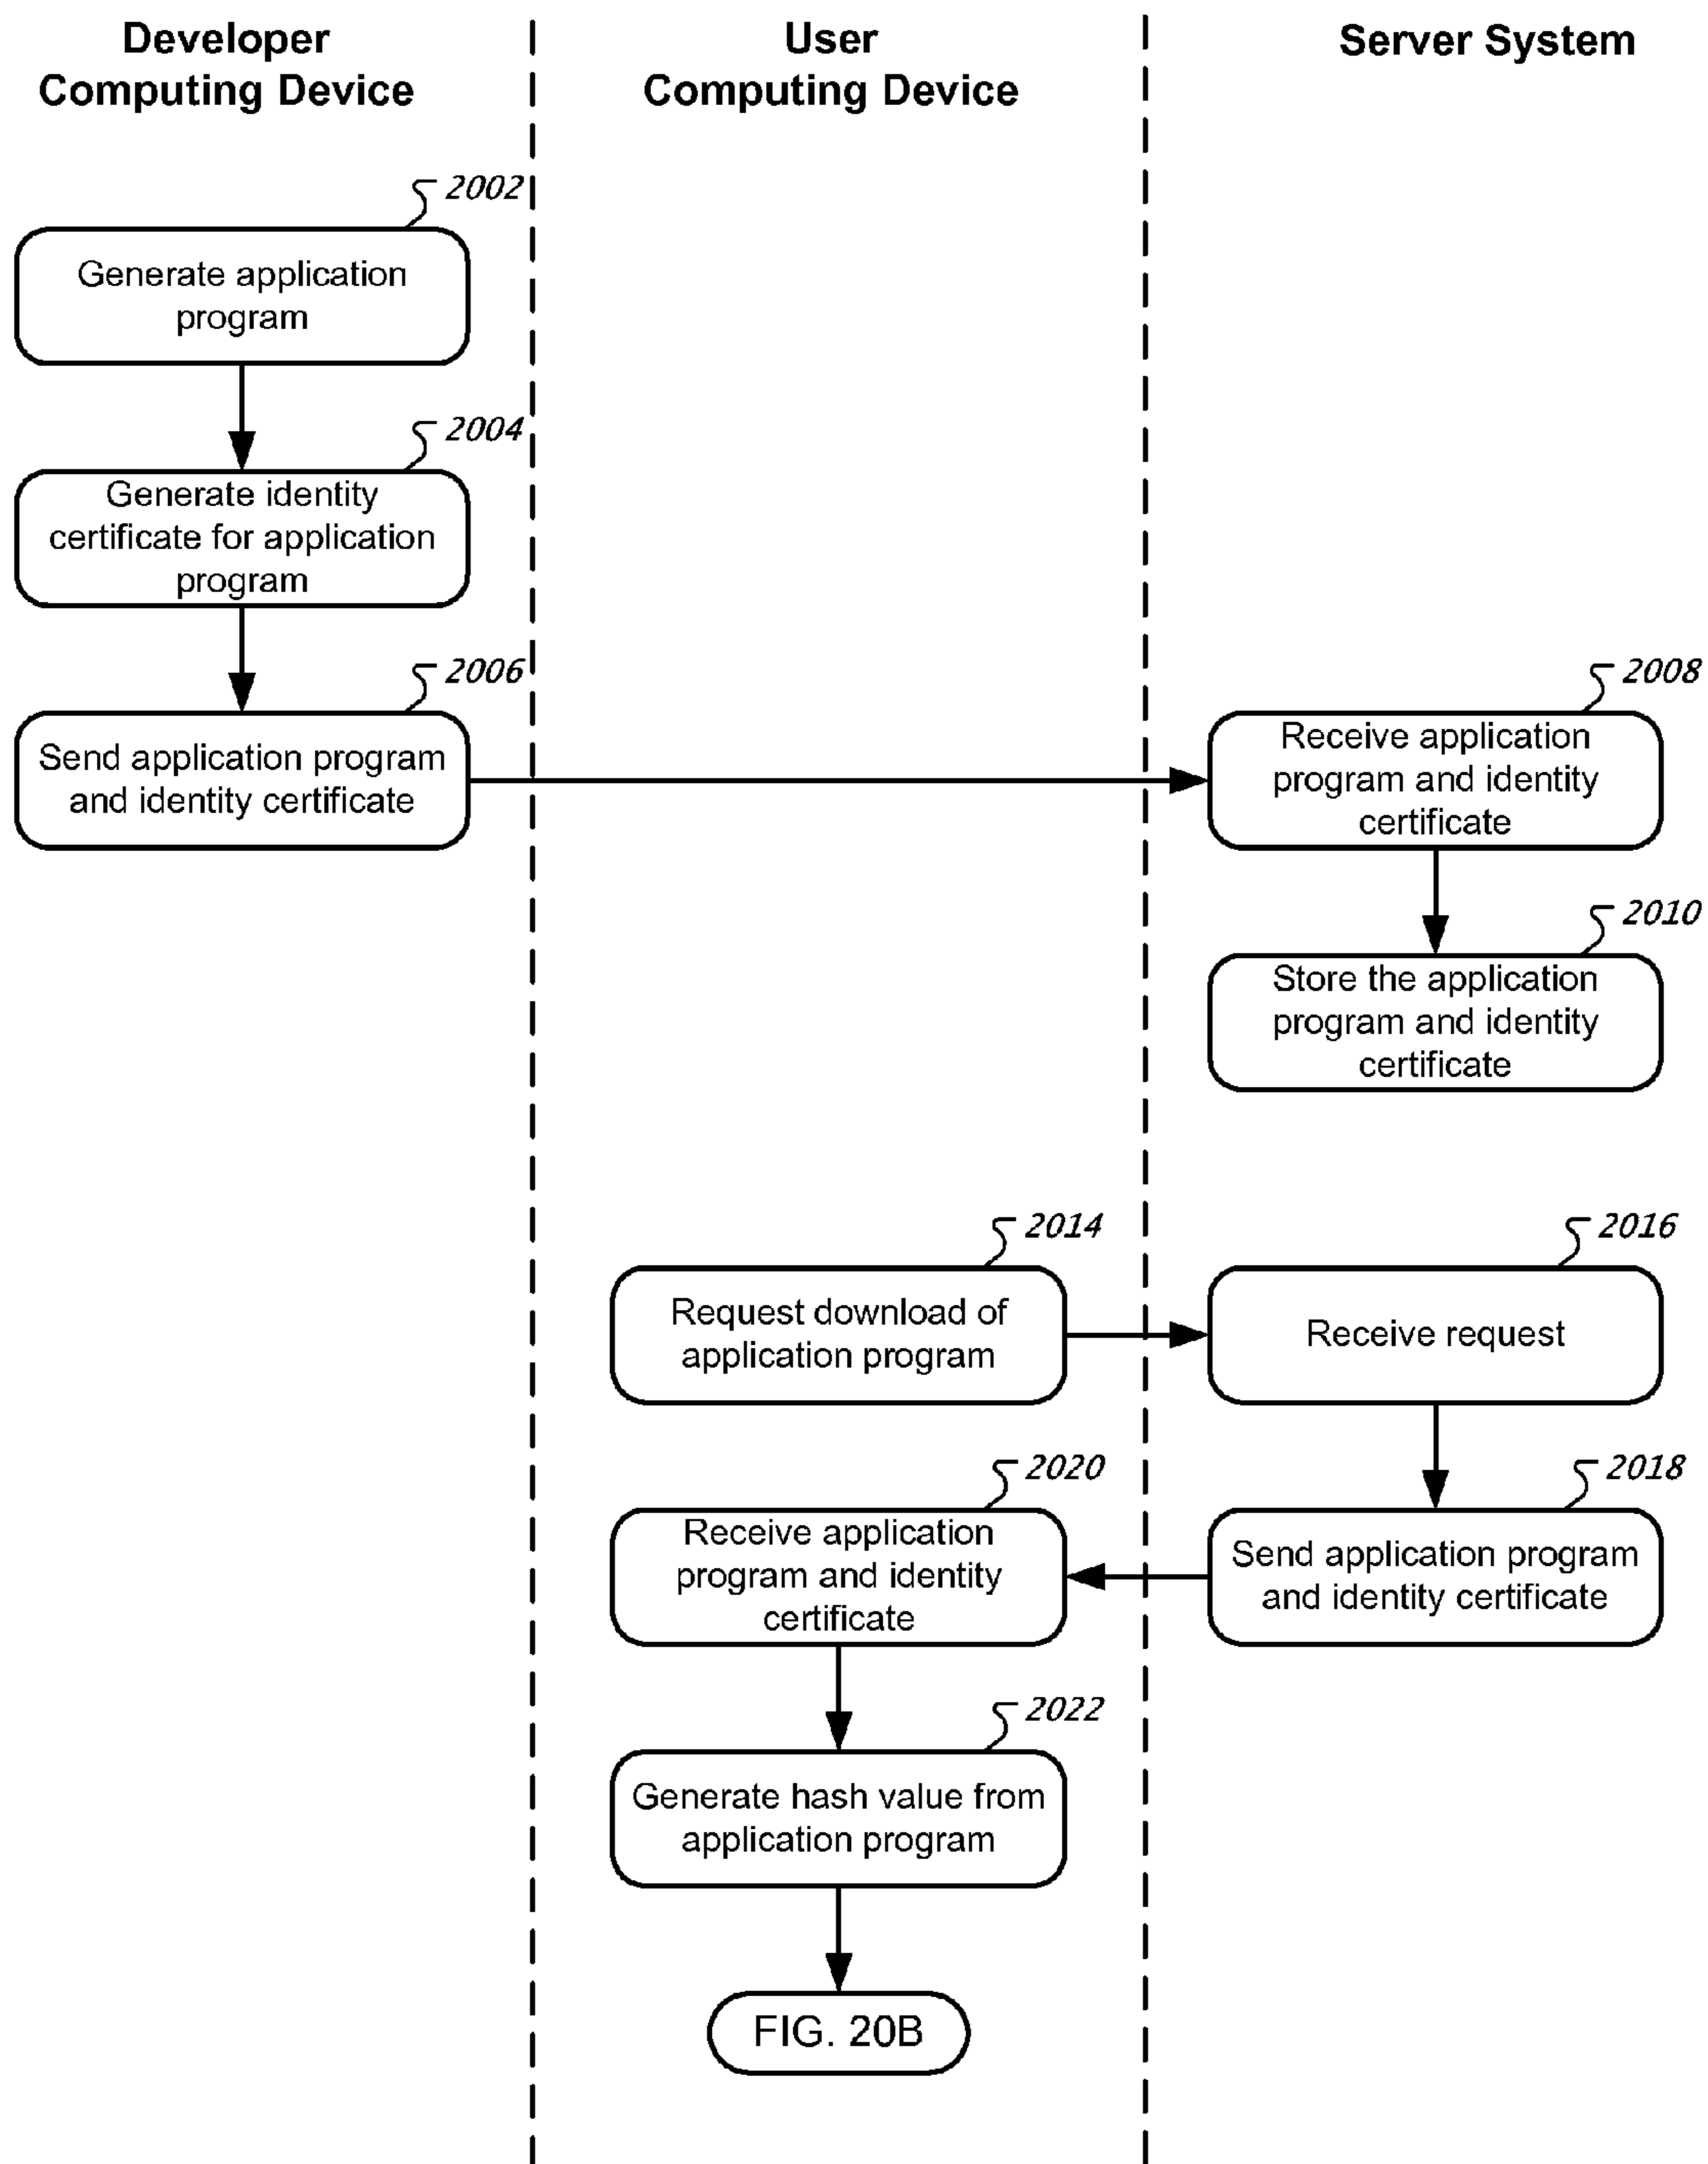 Developer
Computing Device
User
Computing Device
Server System
2002
Generate application
program
2004
Generate identity
certificate for application
program
2006
Send application program
and identity certificate
2008
Receive application
program and identity
certificate
2010
Store the application
program and identity
certificate
2014
Request download of
application program
2016
Receive request
2018
Send application program
and identity certificate
2020
Receive application
program and identity
certificate
2022
Generate hash value from
application program
FIG. 20B